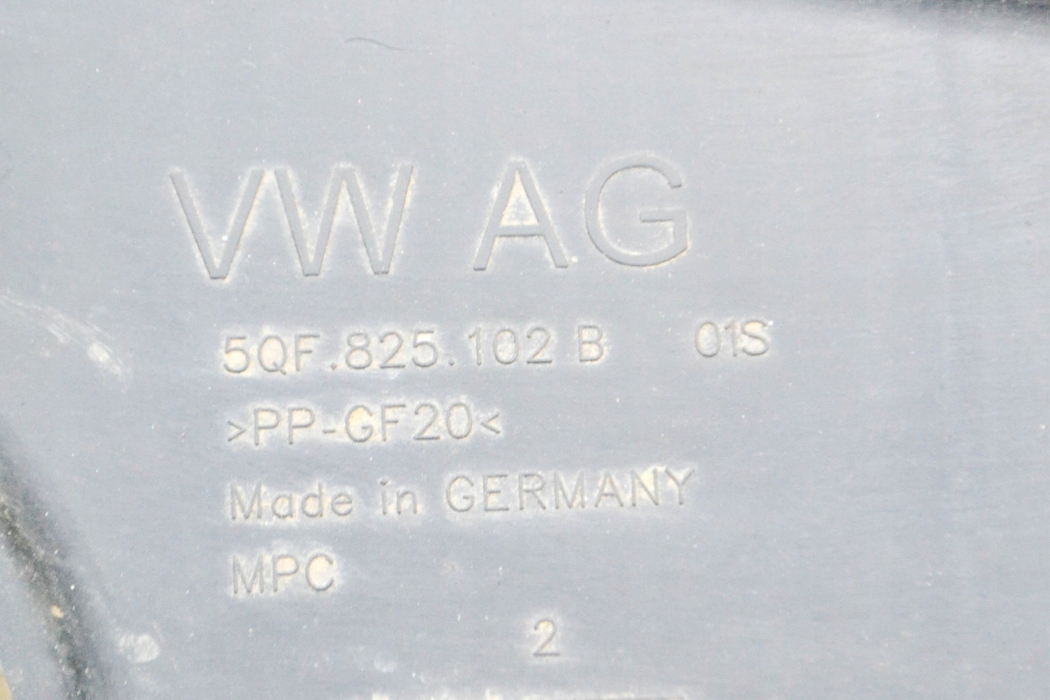 VW AG
5QF.825.102 B 01S
>PP-GF20<
Made in GERMANY
MPC
2